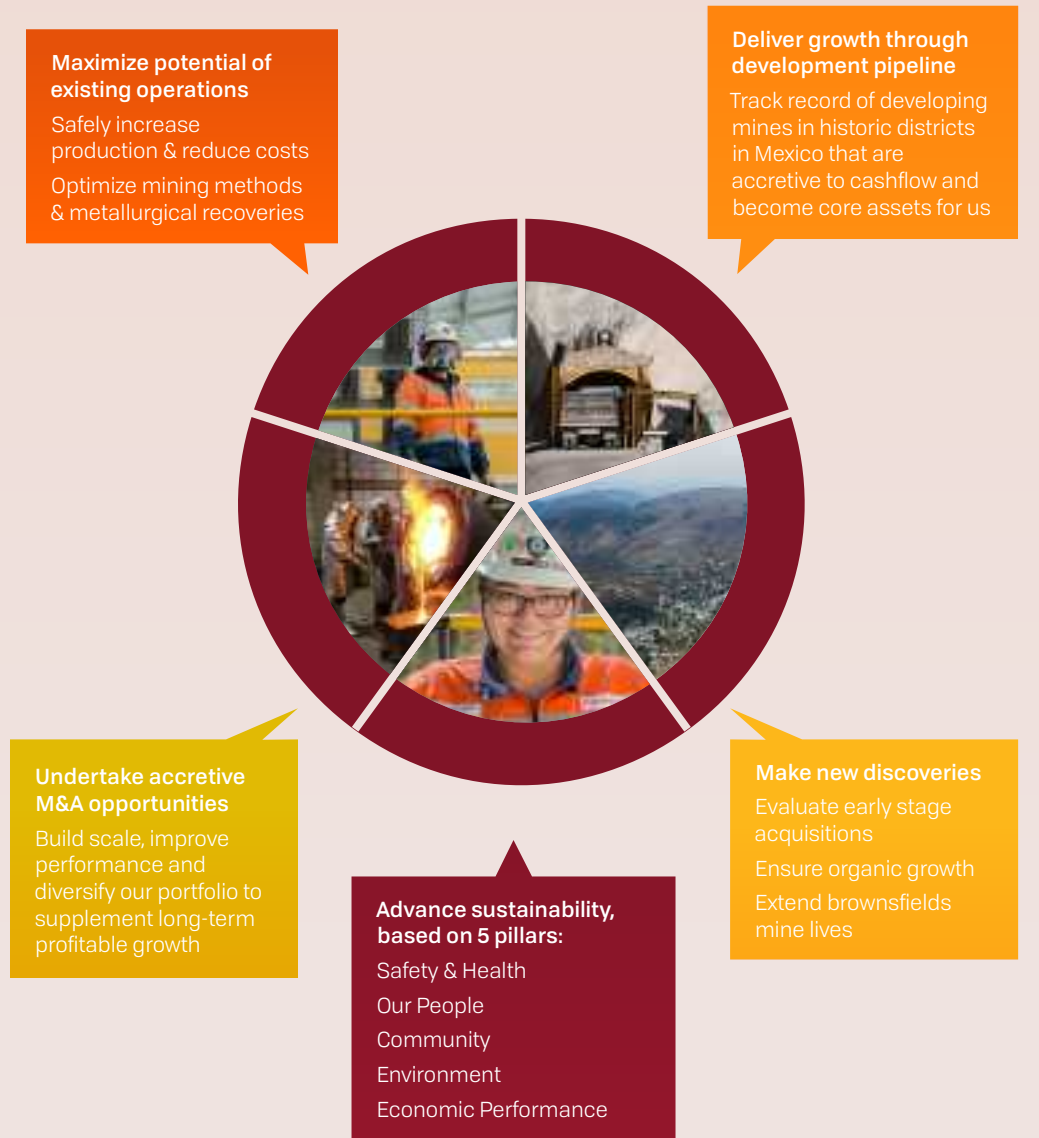 Maximize potential of
existing operations
Safely increase
production & reduce costs
Optimize mining methods
& metallurgical recoveries
Deliver growth through
development pipeline
Track record of developing
mines in historic districts
in Mexico that are
accretive to cashflow and
become core assets for us
Undertake accretive
M&A opportunities
Build scale, improve
performance and
diversify our portfolio to
supplement long-term
profitable growth
Advance sustainability,
based on 5 pillars:
Safety & Health
Our People
Community
Environment
Economic Performance
Make new discoveries
Evaluate early stage
acquisitions
Ensure organic growth
Extend brownsfields
mine lives